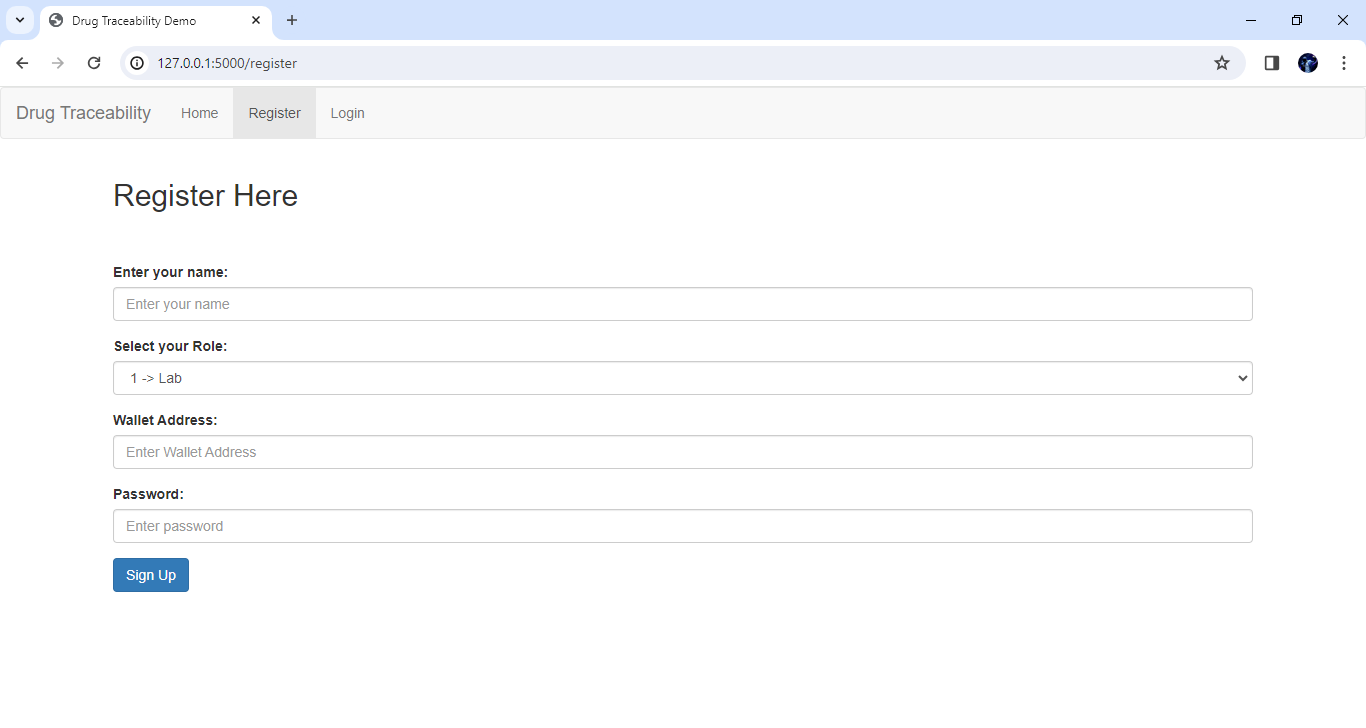 Drug Traceability Demo
127.0.0.1:5000/register
Drug Traceability Home Register Login
Register Here
Enter your name:
Enter your name
Select your Role:
1 -> Lab
Wallet Address:
Enter Wallet Address
Password:
Enter password
Sign Up